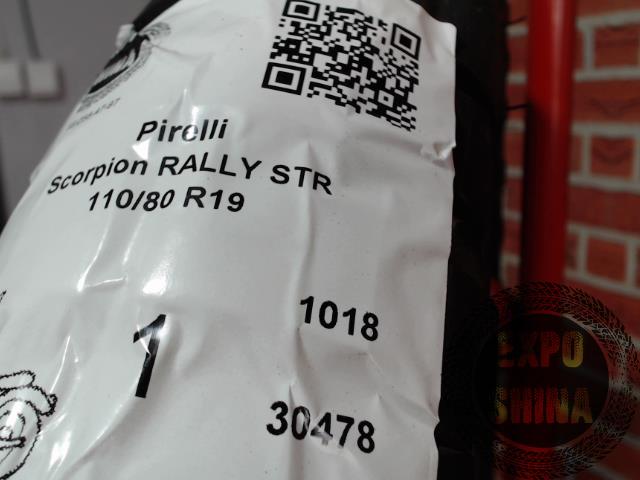 Pirelli
Scorpion RALLY STR
110/80 R19
1018
1
30478
EXPO
SHINA